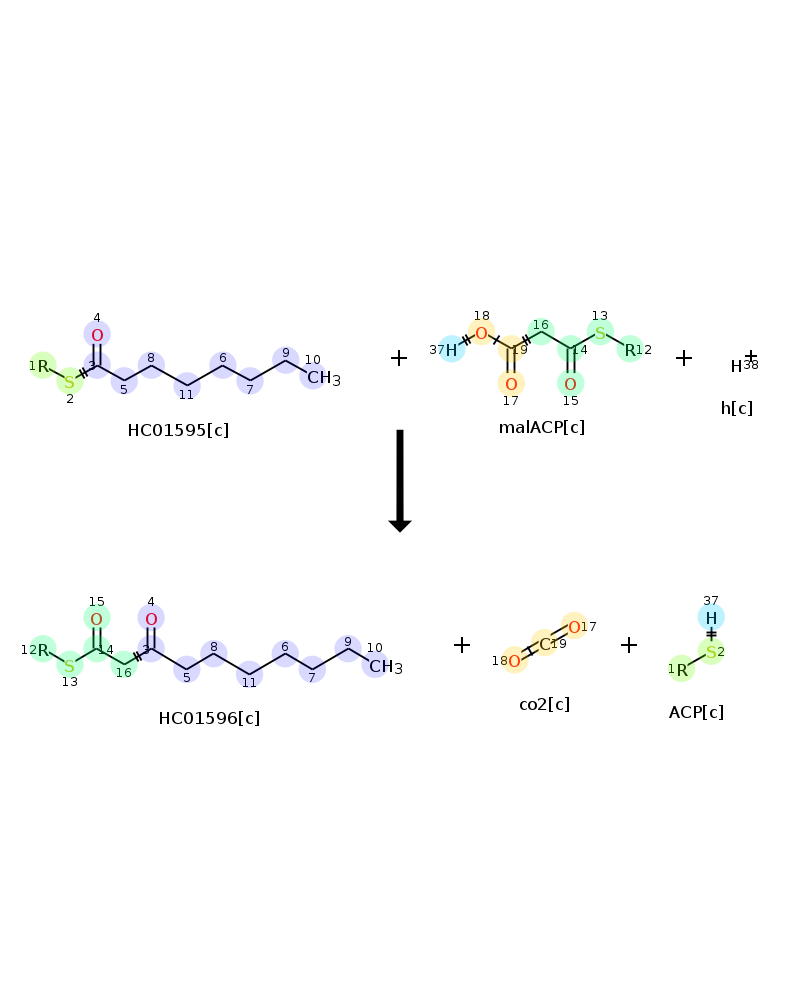 4
O
1R
S
2
3
5
8
11
6
7
9
10
CH3
HC01595[c]
+
18
37H
O
19
O
17
16
14
O
15
13
S
R12
malACP[c]
+
H+38
h[c]
15
O
12R
S
13
14
16
4
O
3
5
8
11
6
7
9
10
CH3
HC01596[c]
+
18O
C19
O17
co2[c]
+
37
H
S2
1R
ACP[c]